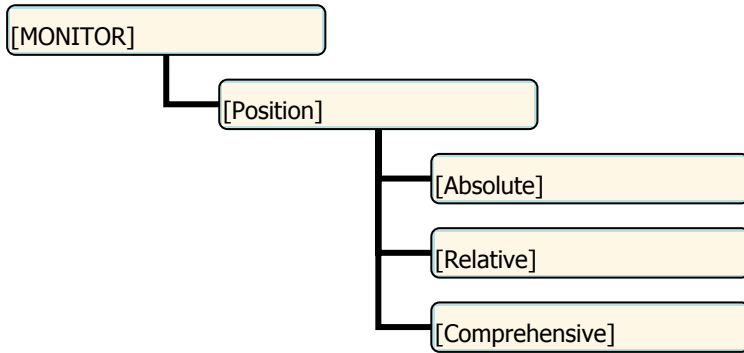 [MONITOR]
[Position]
[Absolute]
[Relative]
[Comprehensive]